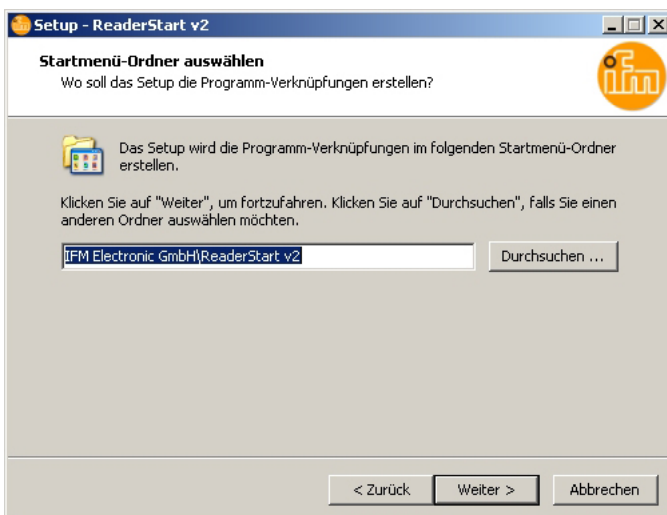 Setup - ReaderStart v2
Startmenü-Ordner auswählen
Wo soll das Setup die Programm-Verknüpfungen erstellen?
ifm
Das Setup wird die Programm-Verknüpfungen im folgenden Startmenü-Ordner
erstellen.
Klicken Sie auf "Weiter", um fortzufahren. Klicken Sie auf "Durchsuchen", falls Sie einen
anderen Ordner auswählen möchten.
IFM Electronic GmbH\ReaderStart v2
Durchsuchen ...
< Zurück
Weiter >
Abbrechen